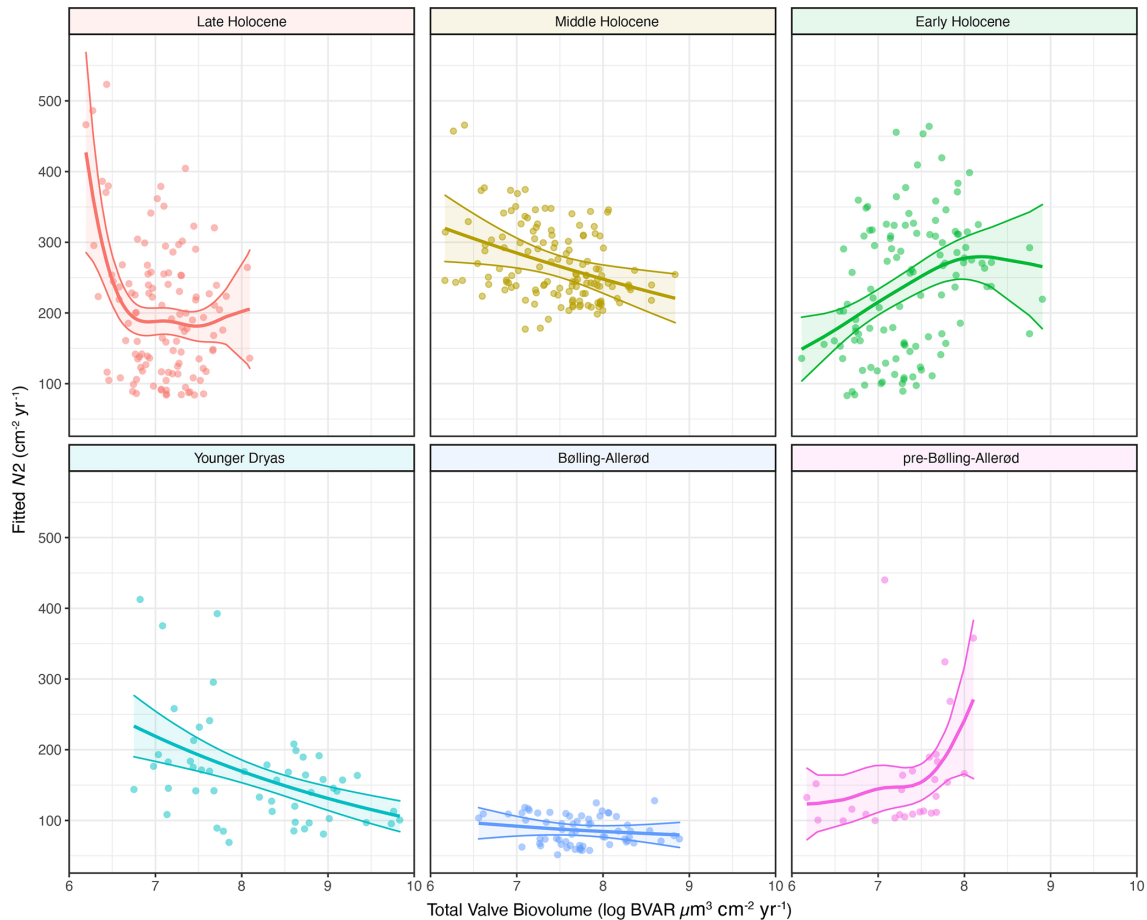 Late Holocene
Middle Holocene
Early Holocene
500
400
300
200
100
Younger Dryas
Bølling-Allerød
pre-Bølling-Allerød
500
400
300
200
100
6 7 8 9 10
6 7 8 9 10
6 7 8 9 10
Fitted N2 (cm⁻² yr⁻¹)
Total Valve Biovolume (log BVAR μm³ cm⁻² yr⁻¹)